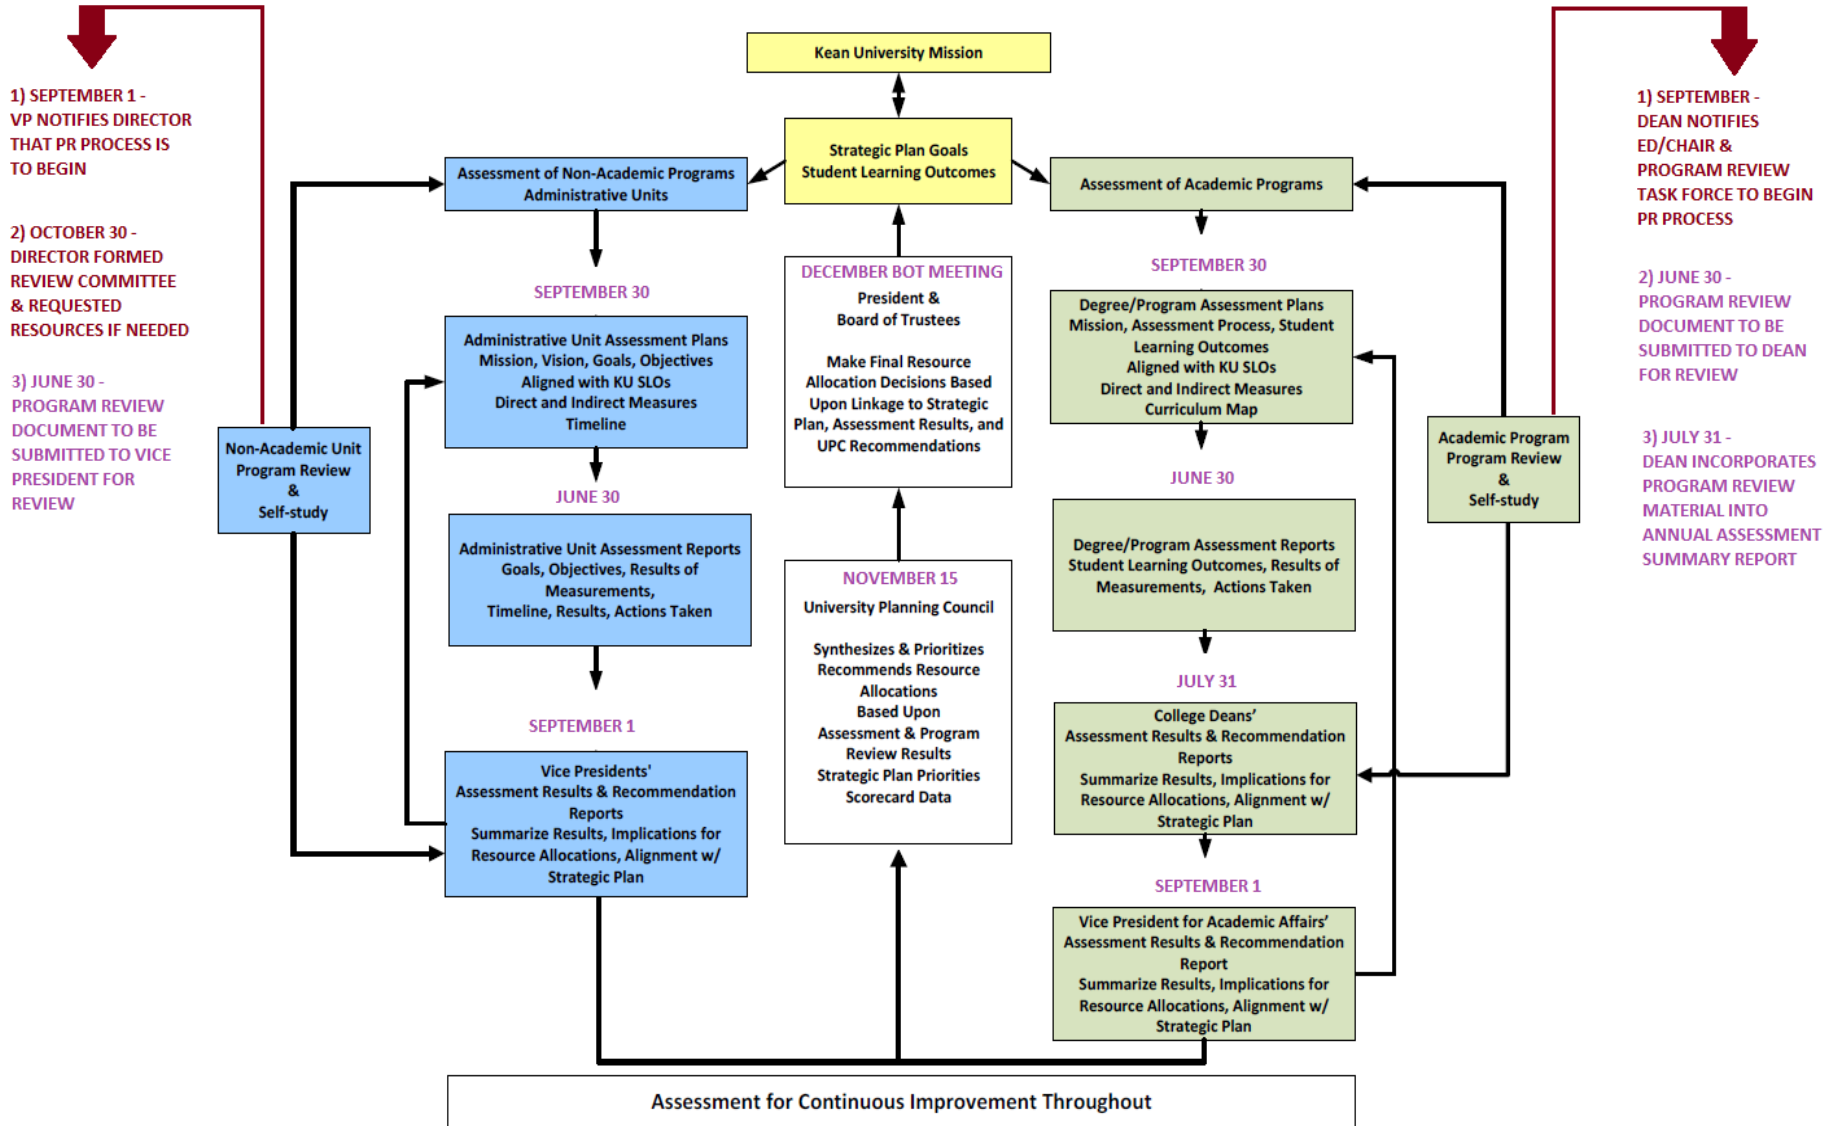 Kean University Mission
Strategic Plan Goals
Student Learning Outcomes
1) SEPTEMBER 1 -
VP NOTIFIES DIRECTOR
THAT PR PROCESS IS
TO BEGIN
2) OCTOBER 30 -
DIRECTOR FORMED
REVIEW COMMITTEE
& REQUESTED
RESOURCES IF NEEDED
3) JUNE 30 -
PROGRAM REVIEW
DOCUMENT TO BE
SUBMITTED TO VICE
PRESIDENT FOR
REVIEW
Non-Academic Unit
Program Review
&
Self-study
Assessment of Non-Academic Programs
Administrative Units
SEPTEMBER 30
Administrative Unit Assessment Plans
Mission, Vision, Goals, Objectives
Aligned with KU SLOs
Direct and Indirect Measures
Timeline
JUNE 30
Administrative Unit Assessment Reports
Goals, Objectives, Results of
Measurements,
Timeline, Results, Actions Taken
SEPTEMBER 1
Vice Presidents'
Assessment Results & Recommendation
Reports
Summarize Results, Implications for
Resource Allocations, Alignment w/
Strategic Plan
DECEMBER BOT MEETING
President &
Board of Trustees
Make Final Resource
Allocation Decisions Based
Upon Linkage to Strategic
Plan, Assessment Results, and
UPC Recommendations
NOVEMBER 15
University Planning Council
Synthesizes & Prioritizes
Recommends Resource
Allocations
Based Upon
Assessment & Program
Review Results
Strategic Plan Priorities
Scorecard Data
Assessment of Academic Programs
SEPTEMBER 30
Degree/Program Assessment Plans
Mission, Assessment Process, Student
Learning Outcomes
Aligned with KU SLOs
Direct and Indirect Measures
Curriculum Map
JUNE 30
Degree/Program Assessment Reports
Student Learning Outcomes, Results of
Measurements, Actions Taken
JULY 31
College Deans’
Assessment Results & Recommendation
Reports
Summarize Results, Implications for
Resource Allocations, Alignment w/
Strategic Plan
SEPTEMBER 1
Vice President for Academic Affairs’
Assessment Results & Recommendation
Report
Summarize Results, Implications for
Resource Allocations, Alignment w/
Strategic Plan
Academic Program
Program Review
&
Self-study
1) SEPTEMBER -
DEAN NOTIFIES
ED/CHAIR &
PROGRAM REVIEW
TASK FORCE TO BEGIN
PR PROCESS
2) JUNE 30 -
PROGRAM REVIEW
DOCUMENT TO BE
SUBMITTED TO DEAN
FOR REVIEW
3) JULY 31 -
DEAN INCORPORATES
PROGRAM REVIEW
MATERIAL INTO
ANNUAL ASSESSMENT
SUMMARY REPORT
Assessment for Continuous Improvement Throughout